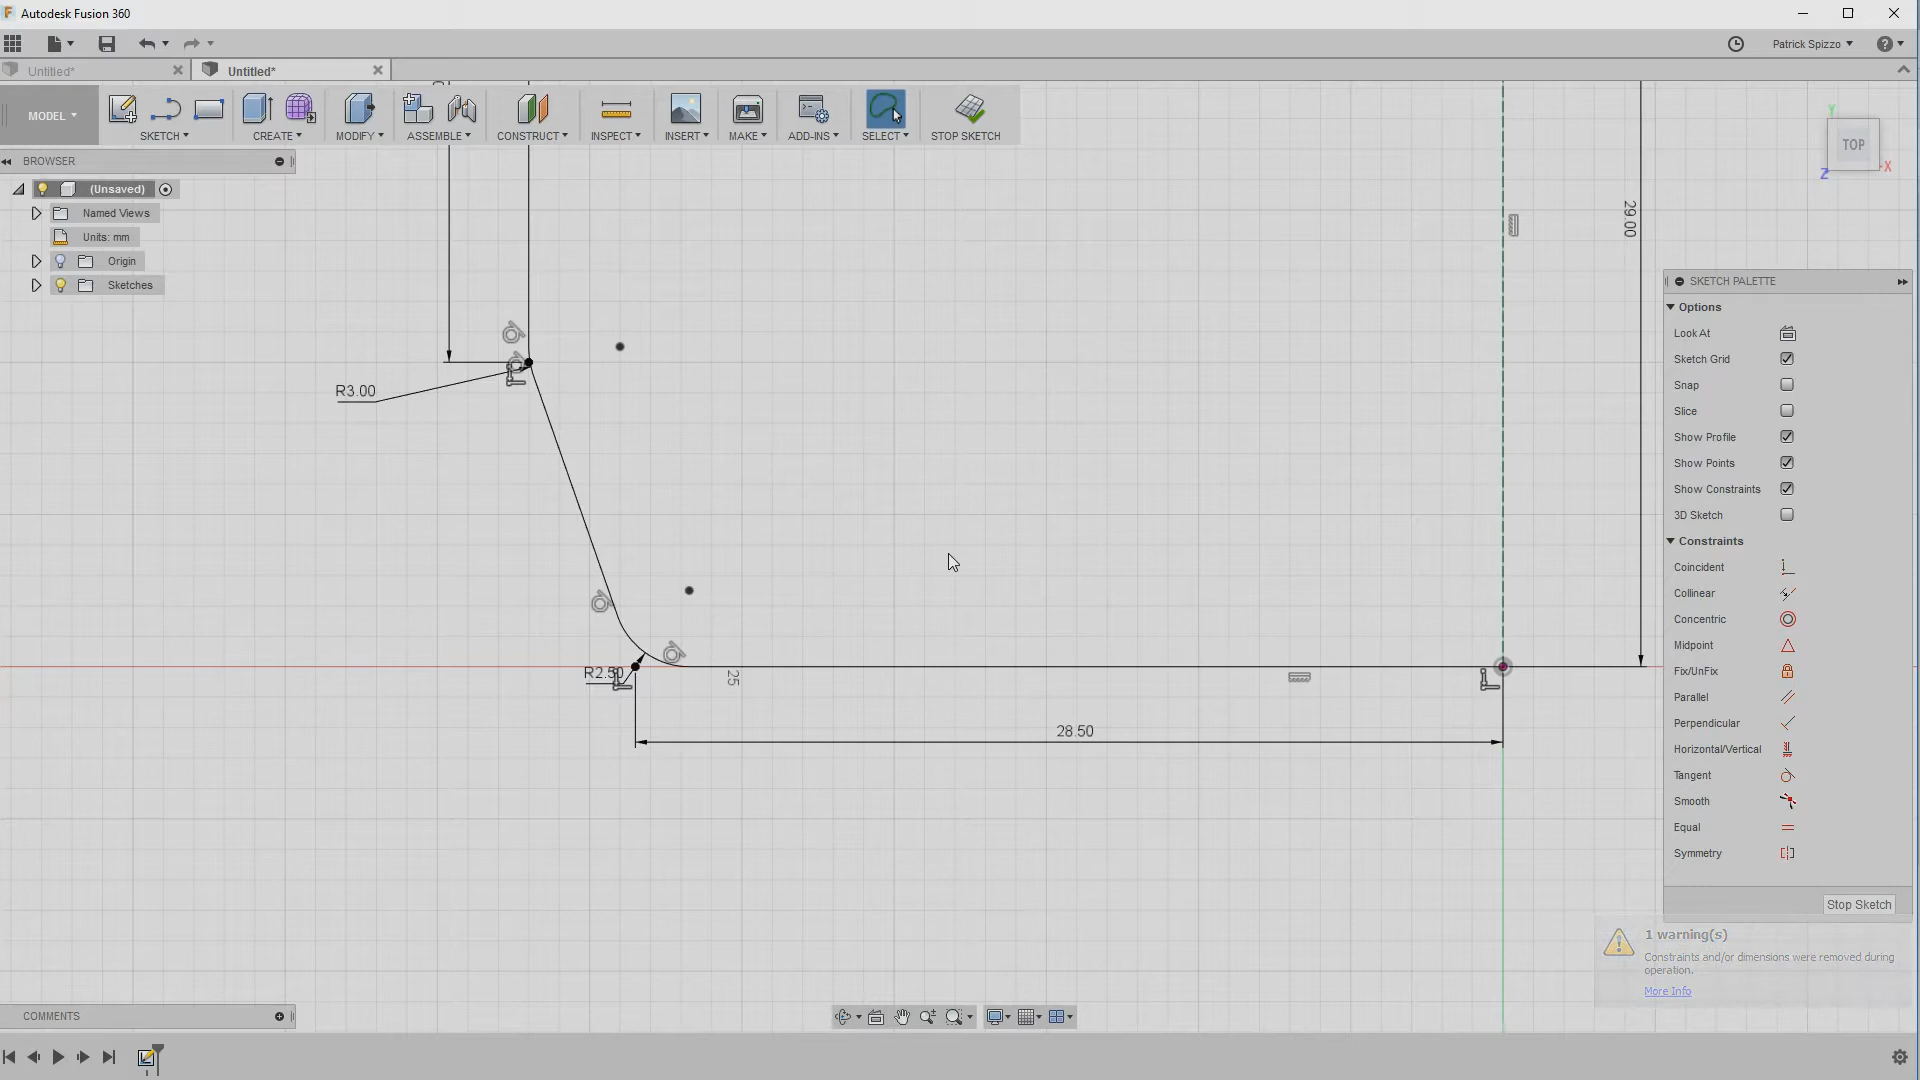 Autodesk Fusion 360
Patrick Spizzo
Untitled*
Untitled*
MODEL
SKETCH
CREATE
MODIFY
ASSEMBLE
CONSTRUCT
INSPECT
INSERT
MAKE
ADD-INS
SELECT
STOP SKETCH
BROWSER
(Unsaved)
Named Views
Units: mm
Origin
Sketches
TOP
Y
X
Z
29.00
R3.00
R2.50
25
28.50
SKETCH PALETTE
Options
Look At
Sketch Grid
Snap
Slice
Show Profile
Show Points
Show Constraints
3D Sketch
Constraints
Coincident
Collinear
Concentric
Midpoint
Fix/UnFix
Parallel
Perpendicular
Horizontal/Vertical
Tangent
Smooth
Equal
Symmetry
Stop Sketch
1 warning(s)
Constraints and/or dimensions were removed during
operation.
More Info
COMMENTS